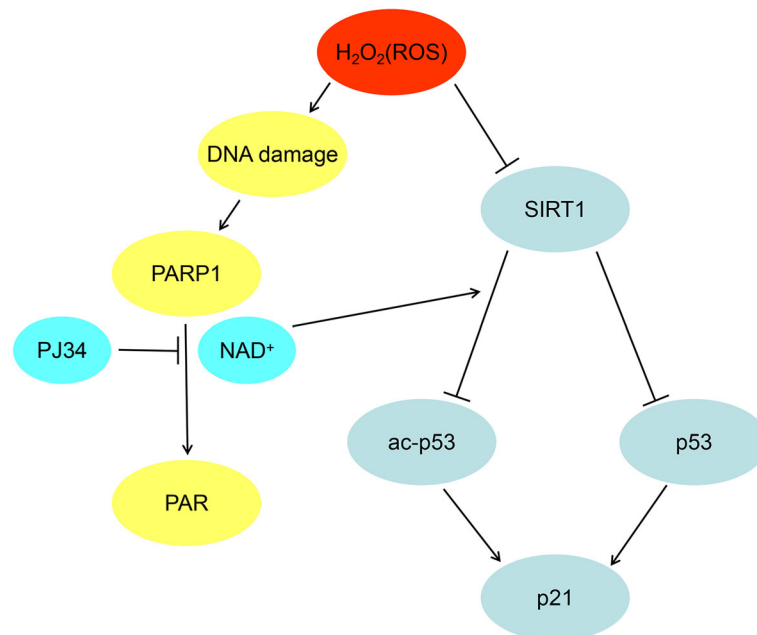 H₂O₂(ROS)
DNA damage
SIRT1
PARP1
PJ34
NAD⁺
ac-p53
p53
PAR
p21